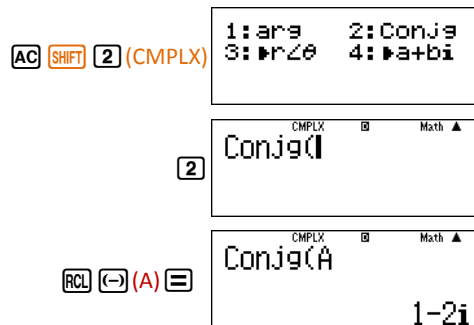 1:arg 2:Conjg
AC SHIFT 2 (CMPLX) 3:▶r∠θ 4:▶a+bi
CMPLX D Math ▲
Conjg(
2
CMPLX D Math ▲
Conjg(A
RCL (−) (A) =
1−2i